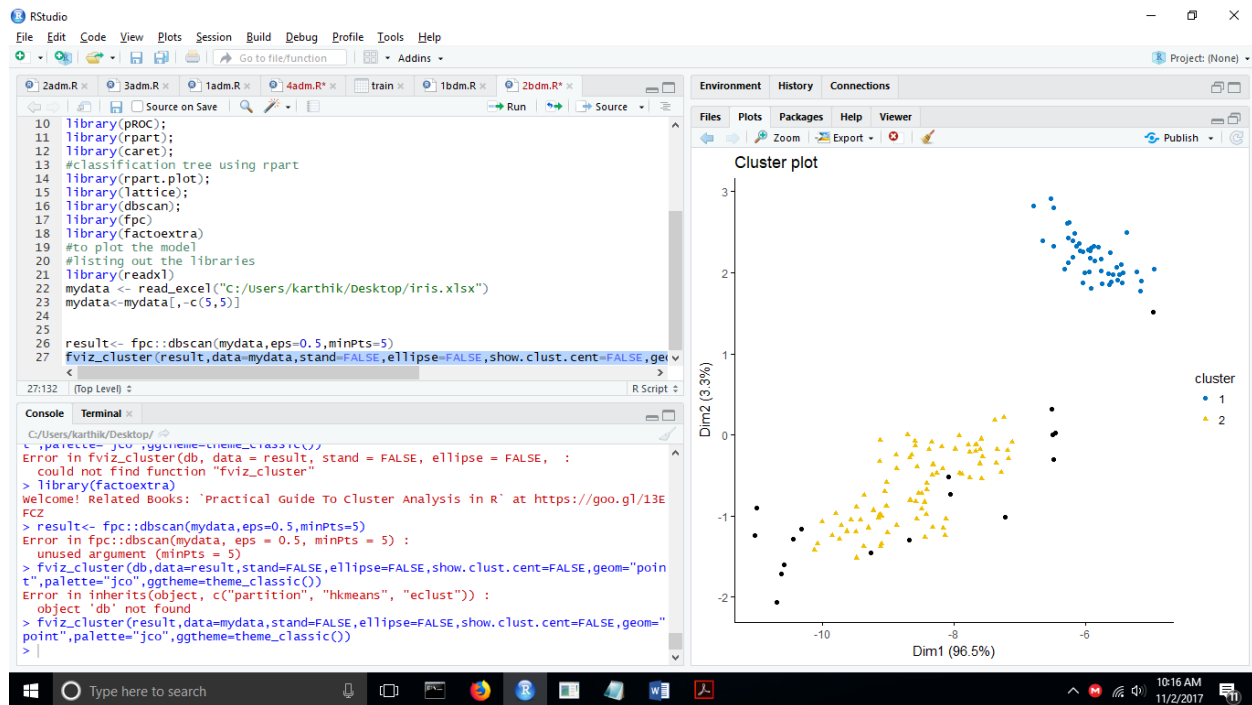 RStudio
File Edit Code View Plots Session Build Debug Profile Tools Help
Go to file/function
Addins
Project: (None)
2adm.R
3adm.R
1adm.R
4adm.R*
train
1bdm.R
2bdm.R*
Source on Save
Run
Source
10 library(pROC);
11 library(rpart);
12 library(caret);
13 #classification tree using rpart
14 library(rpart.plot);
15 library(lattice);
16 library(dbscan);
17 library(fpc)
18 library(factoextra)
19 #to plot the model
20 #listing out the libraries
21 library(readxl)
22 mydata <- read_excel("C:/Users/karthik/Desktop/iris.xlsx")
23 mydata<-mydata[,-c(5,5)]
24
25
26 result<- fpc::dbscan(mydata,eps=0.5,minPts=5)
27 fviz_cluster(result,data=mydata,stand=FALSE,ellipse=FALSE,show.clust.cent=FALSE,geo
27:132 (Top Level) R Script
Console Terminal
C:/Users/karthik/Desktop/
t",palette="jco",ggtheme=theme_classic())
Error in fviz_cluster(db, data = result, stand = FALSE, ellipse = FALSE,  :
could not find function "fviz_cluster"
> library(factoextra)
Welcome! Related Books: `Practical Guide To Cluster Analysis in R` at https://goo.gl/13E
FCZ
> result<- fpc::dbscan(mydata,eps=0.5,minPts=5)
Error in fpc::dbscan(mydata, eps = 0.5, minPts = 5) :
unused argument (minPts = 5)
> fviz_cluster(db,data=result,stand=FALSE,ellipse=FALSE,show.clust.cent=FALSE,geom="poin
t",palette="jco",ggtheme=theme_classic())
Error in inherits(object, c("partition", "hkmeans", "eclust")) :
object 'db' not found
> fviz_cluster(result,data=mydata,stand=FALSE,ellipse=FALSE,show.clust.cent=FALSE,geom="
point",palette="jco",ggtheme=theme_classic())
>
Environment History Connections
Files Plots Packages Help Viewer
Zoom Export Publish
Cluster plot
3
2
1
0
-1
-2
Dim2 (3.3%)
-10 -8 -6
Dim1 (96.5%)
cluster
1
2
Type here to search
10:16 AM
11/2/2017
11